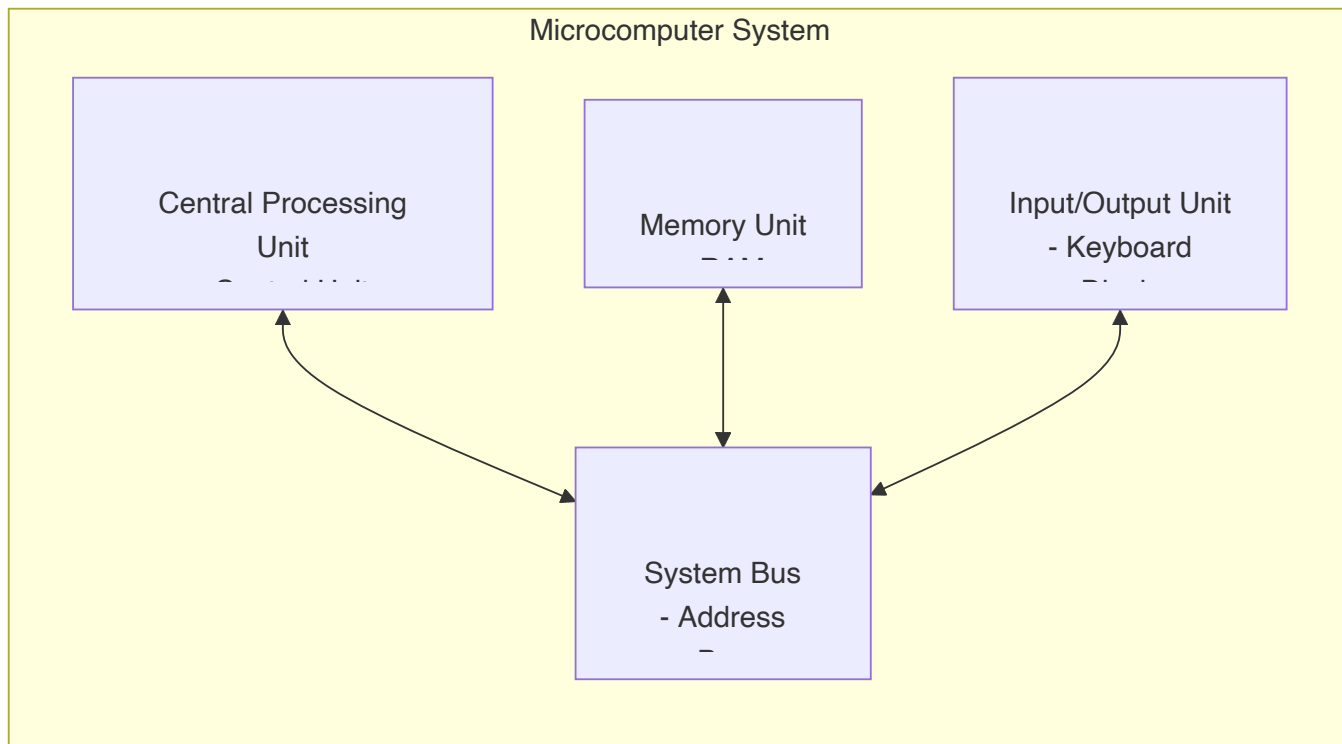 Microcomputer System
Central Processing
Unit
Memory Unit
Input/Output Unit
- Keyboard
System Bus
- Address